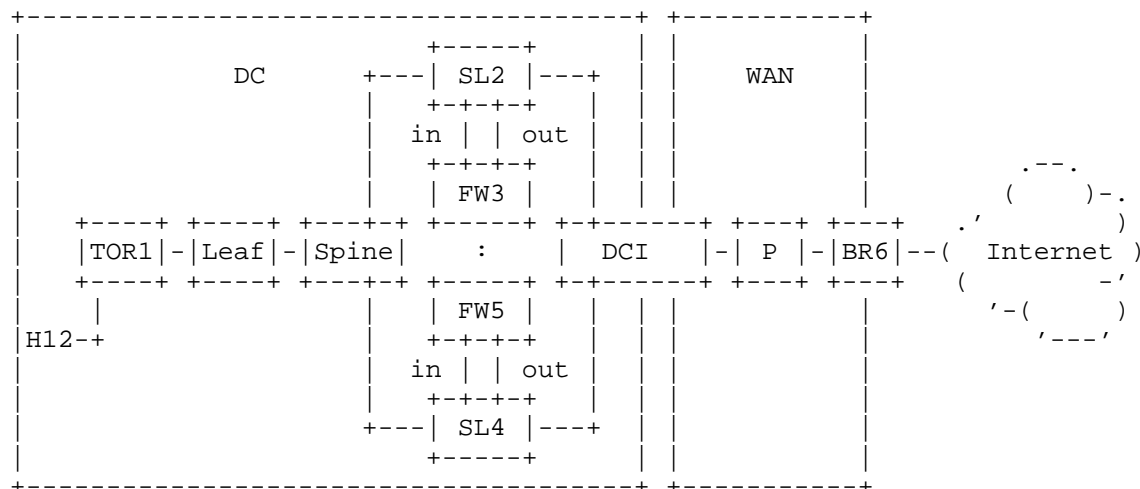 DC SL2 WAN
in out
FW3
TOR1 Leaf Spine : DCI P BR6 Internet
FW5
H12
in out
SL4